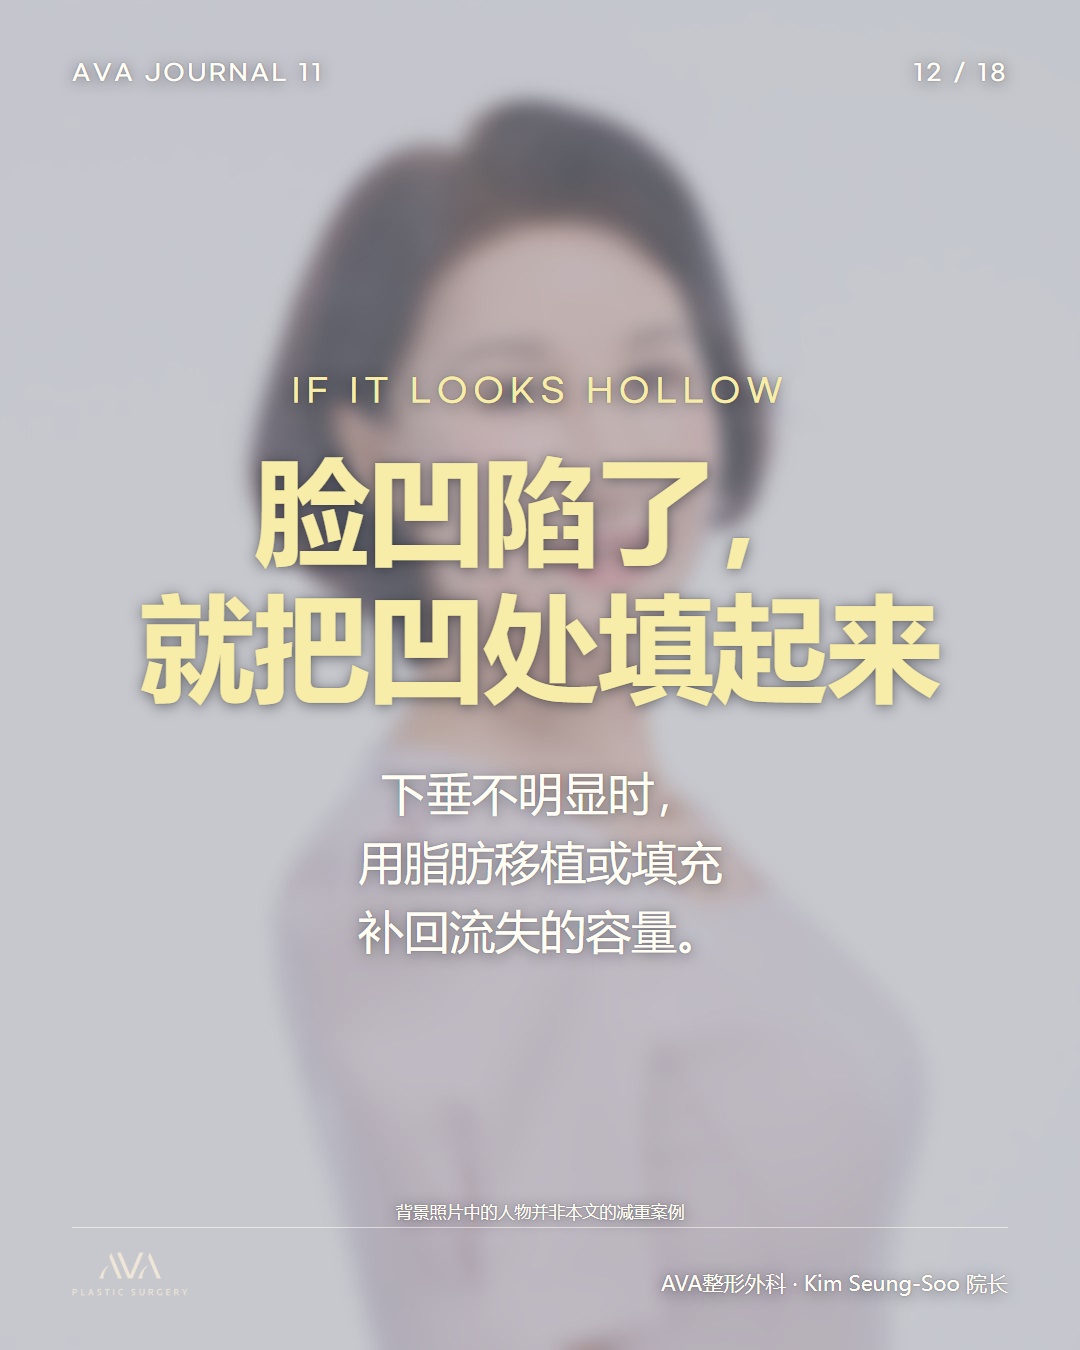 AVA JOURNAL 11
12 / 18
IF IT LOOKS HOLLOW
脸凹陷了，
就把凹处填起来
下垂不明显时，
用脂肪移植或填充
补回流失的容量。
背景照片中的人物并非本文的减重案例
AVA
PLASTIC SURGERY
AVA整形外科 · Kim Seung-Soo 院长